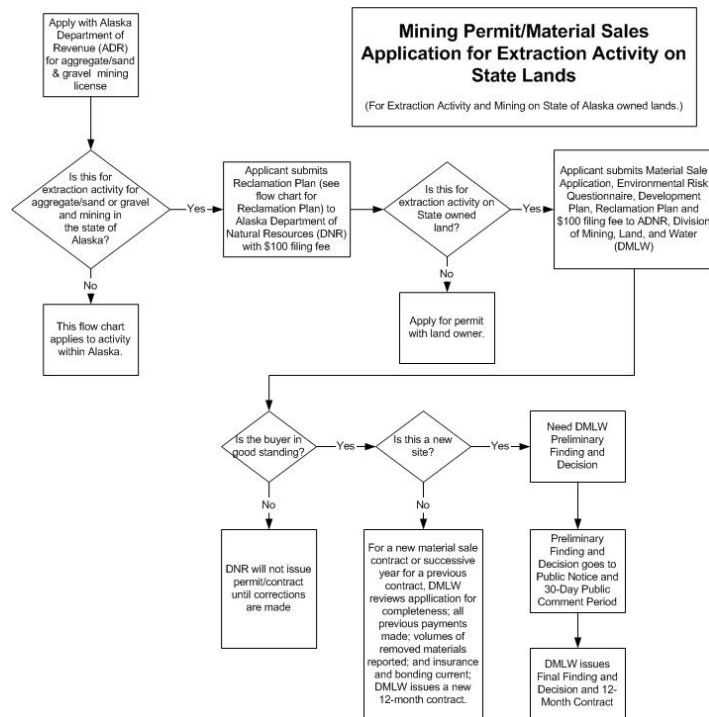 Apply with Alaska
Department of
Revenue (ADR)
for aggregate/sand
& gravel mining
license
Mining Permit/Material Sales
Application for Extraction Activity on
State Lands
(For Extraction Activity and Mining on State of Alaska owned lands.)
Is this for
extraction activity for
aggregate/sand or gravel
and mining in
the state of
Alaska?
Yes
Applicant submits
Reclamation Plan (see
flow chart for
Reclamation Plan) to
Alaska Department of
Natural Resources (DNR)
with $100 filing fee
Is this for
extraction activity on
State owned
land?
Yes
Applicant submits Material Sale
Application, Environmental Risk
Questionnaire, Development
Plan, Reclamation Plan and
$100 filing fee to ADNR, Division
of Mining, Land, and Water
(DMLW)
No
This flow chart
applies to activity
within Alaska.
No
Apply for permit
with land owner.
Is the buyer in
good standing?
Yes
Is this a new
site?
Yes
Need DMLW
Preliminary
Finding and
Decision
No
DNR will not issue
permit/contract
until corrections
are made
No
For a new material sale
contract or successive
year for a previous
contract, DMLW
reviews application for
completeness; all
previous payments
made; volumes of
removed materials
reported; and insurance
and bonding current;
DMLW issues a new
12-month contract.
Preliminary
Finding and
Decision goes to
Public Notice and
30-Day Public
Comment Period
DMLW issues
Final Finding and
Decision and 12-
Month Contract